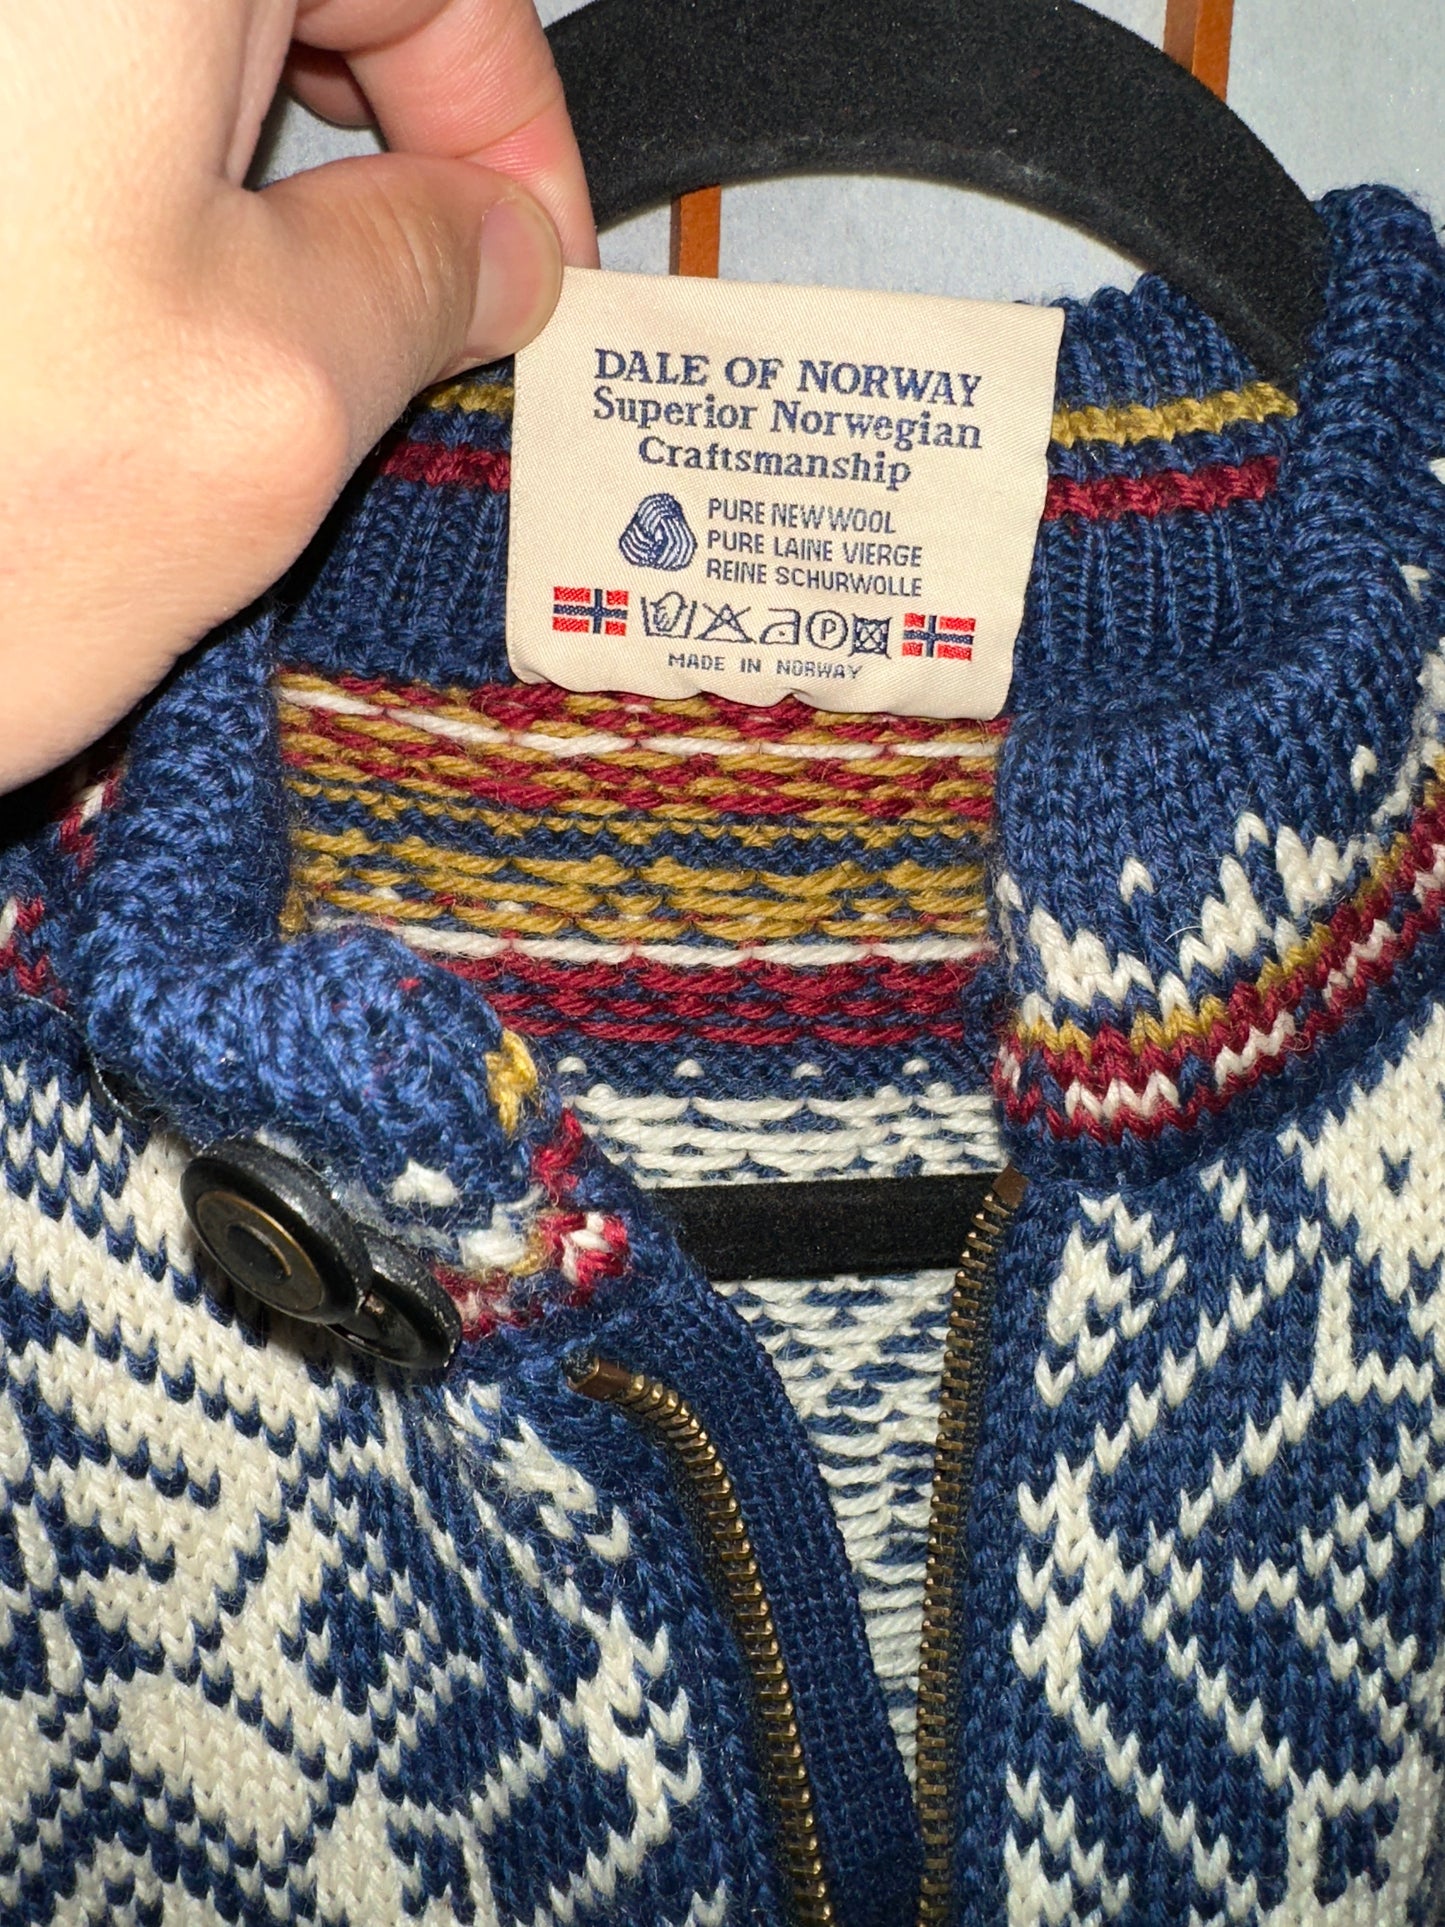 DALE OF NORWAY
Superior Norwegian
Craftsmanship
PURE NEW WOOL
PURE LAINE VIERGE
REINE SCHURWOLLE
P
MADE IN NORWAY